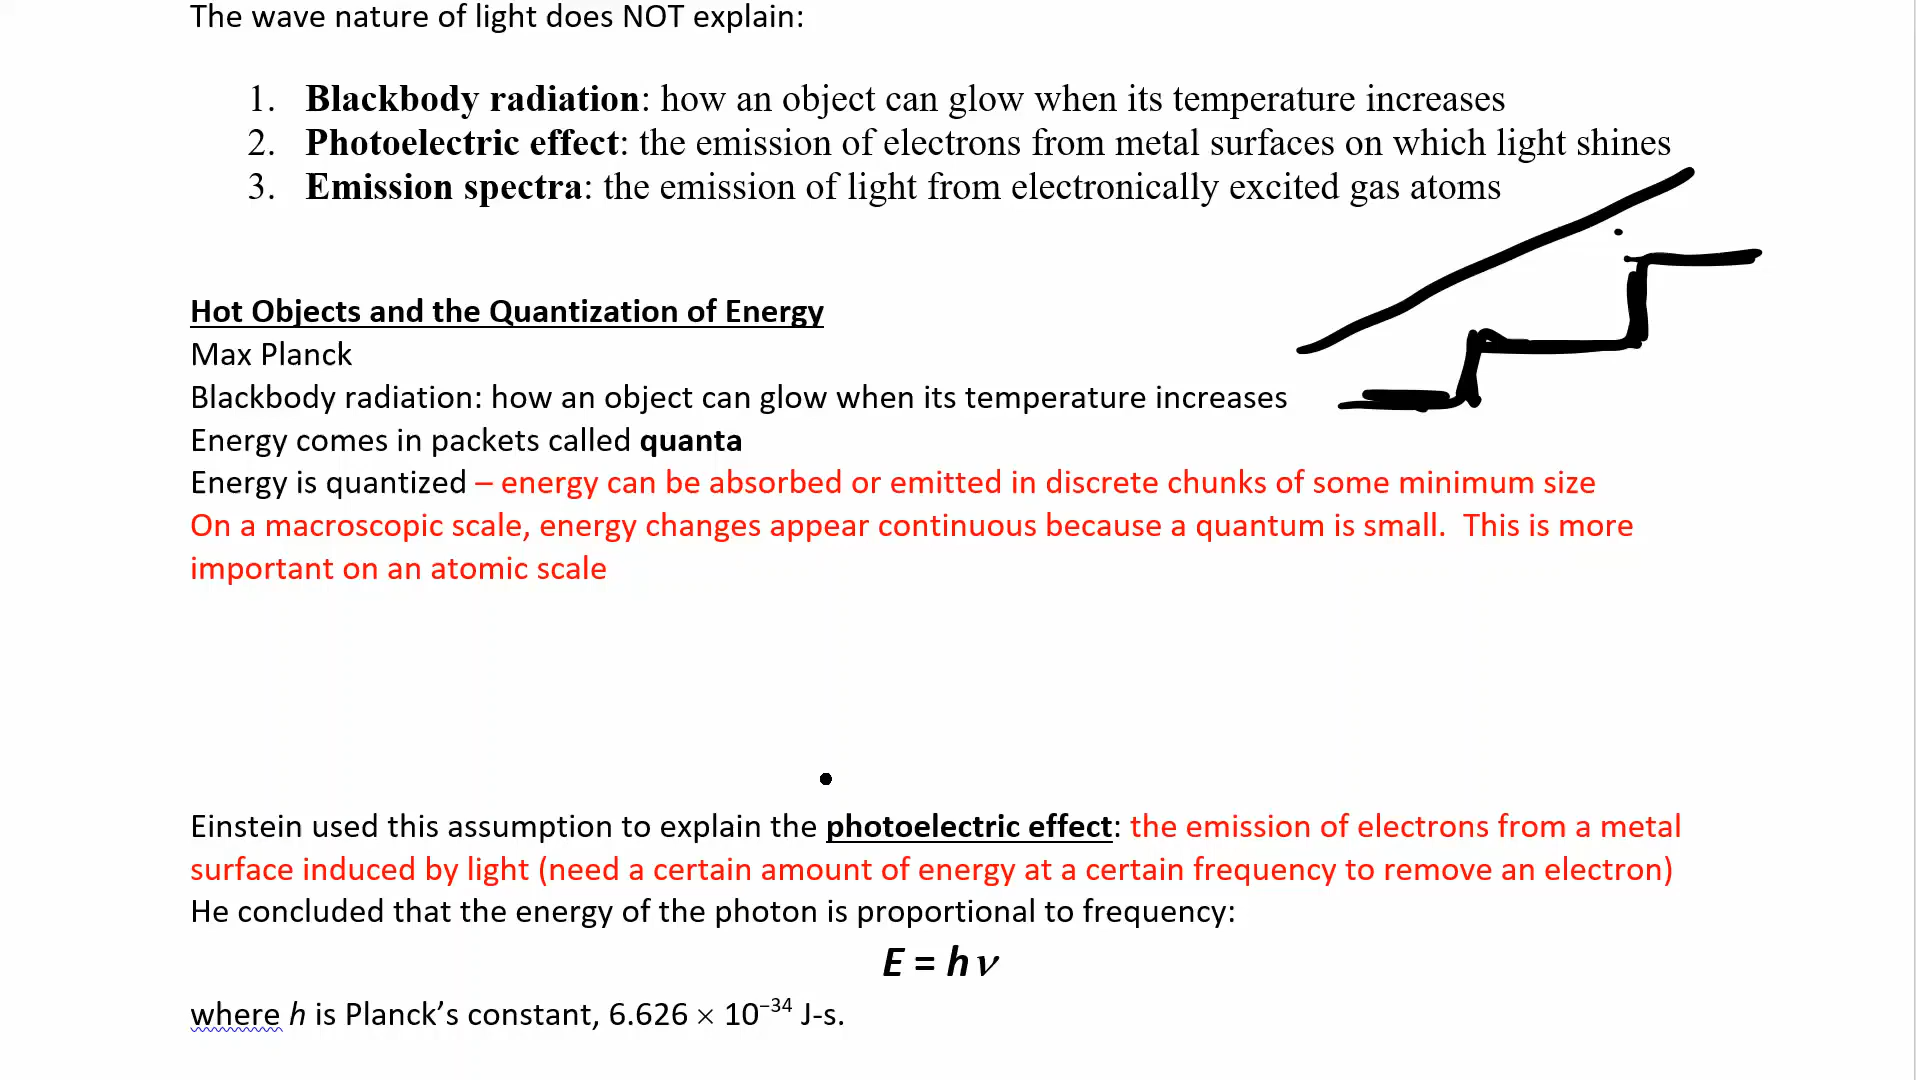 The wave nature of light does NOT explain:
1. Blackbody radiation: how an object can glow when its temperature increases
2. Photoelectric effect: the emission of electrons from metal surfaces on which light shines
3. Emission spectra: the emission of light from electronically excited gas atoms
Hot Objects and the Quantization of Energy
Max Planck
Blackbody radiation: how an object can glow when its temperature increases
Energy comes in packets called quanta
Energy is quantized – energy can be absorbed or emitted in discrete chunks of some minimum size
On a macroscopic scale, energy changes appear continuous because a quantum is small.  This is more
important on an atomic scale
Einstein used this assumption to explain the photoelectric effect: the emission of electrons from a metal
surface induced by light (need a certain amount of energy at a certain frequency to remove an electron)
He concluded that the energy of the photon is proportional to frequency:
E = h ν
where h is Planck’s constant, 6.626 × 10⁻³⁴ J-s.